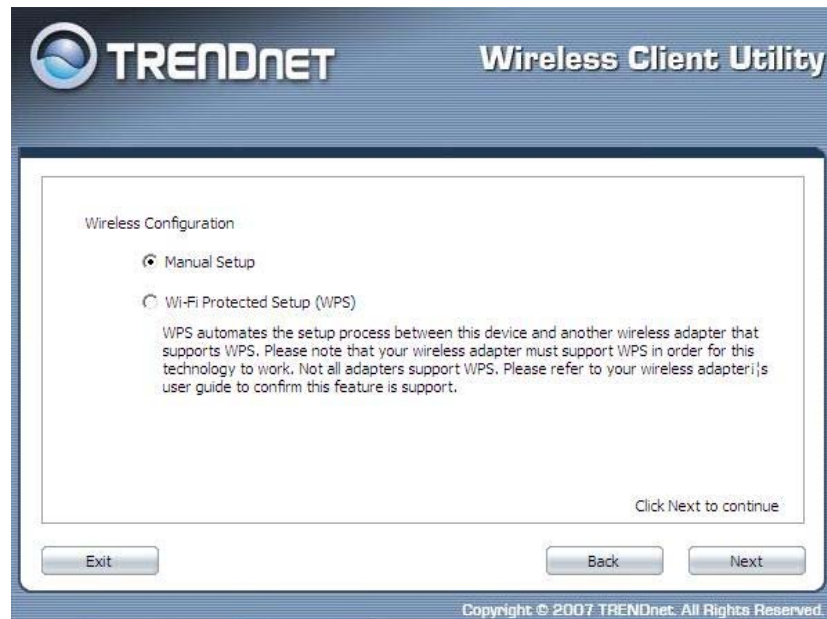 TRENDnet
Wireless Client Utility
Wireless Configuration
Manual Setup
Wi-Fi Protected Setup (WPS)
WPS automates the setup process between this device and another wireless adapter that
supports WPS. Please note that your wireless adapter must support WPS in order for this
technology to work. Not all adapters support WPS. Please refer to your wireless adapter¡¦s
user guide to confirm this feature is support.
Click Next to continue
Exit
Back
Next
Copyright © 2007 TRENDnet. All Rights Reserved.